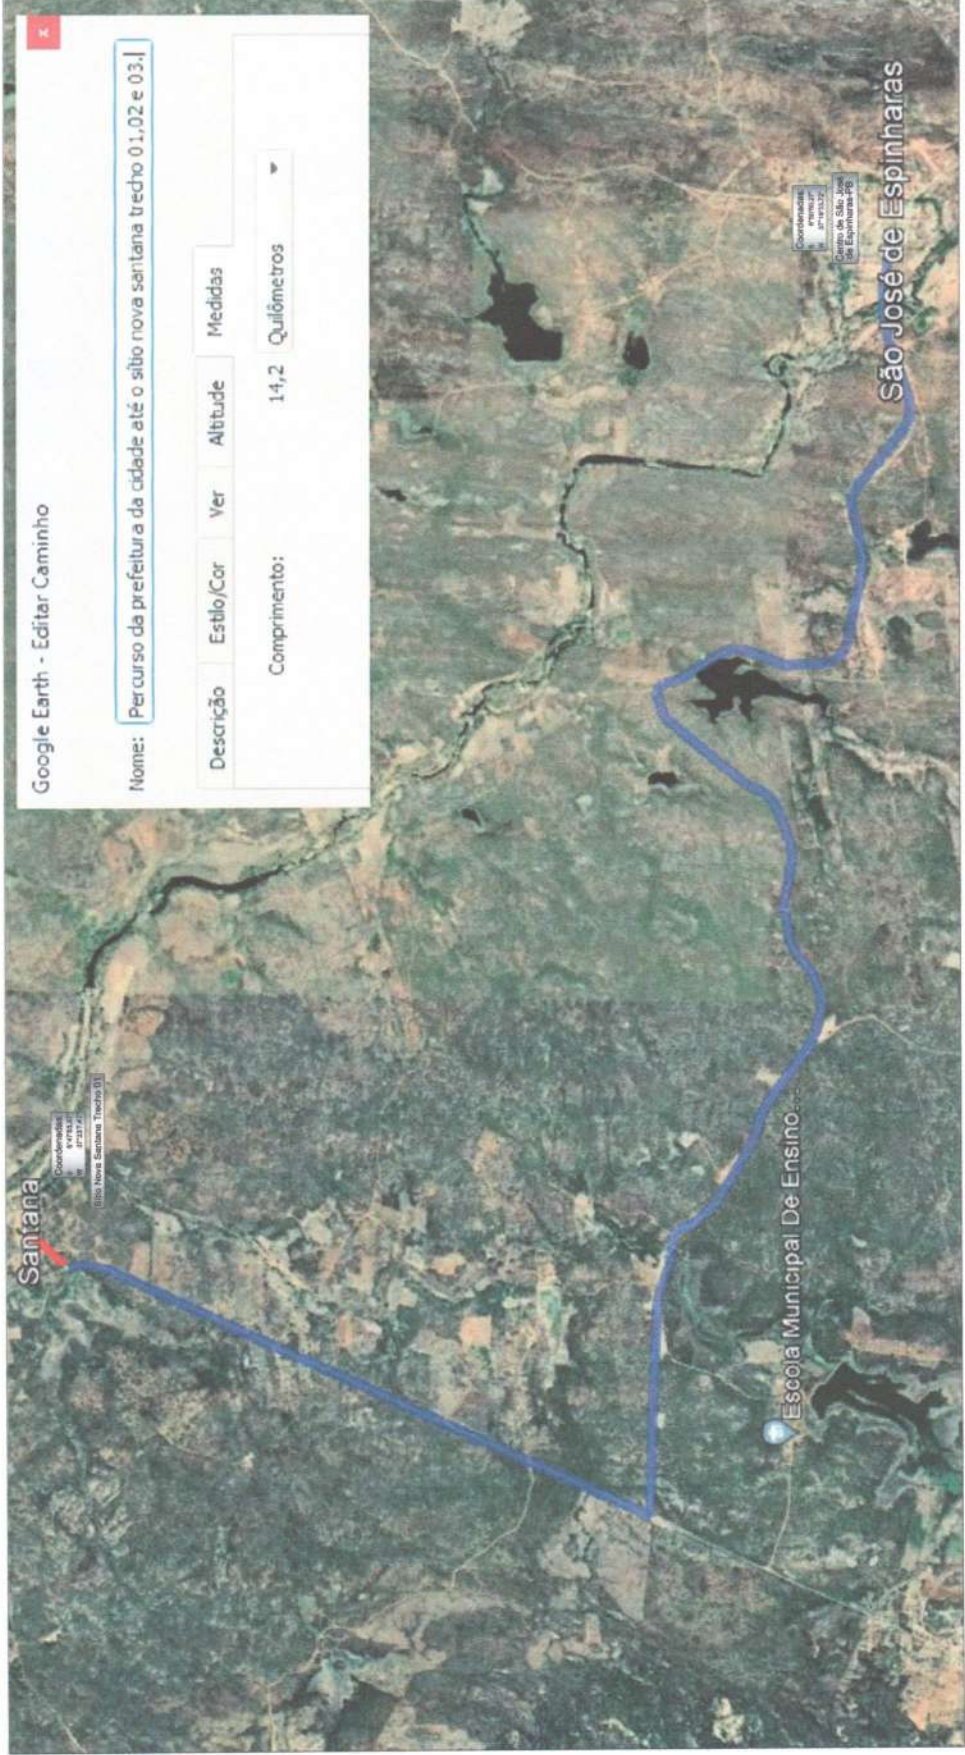 Google Earth - Editar Caminho
x
Nome: Percurso da prefeitura da cidade até o sítio nova santana trecho 01,02 e 03.
Descrição Estilo/Cor Ver Altitude Medidas
Comprimento: 14,2 Quilômetros
Santana
Coordenadas
Sítio Nova Santana Trecho 01
Escola Municipal De Ensino...
Coordenadas
Centro de São José
de Espinharas-PB
São José de Espinharas